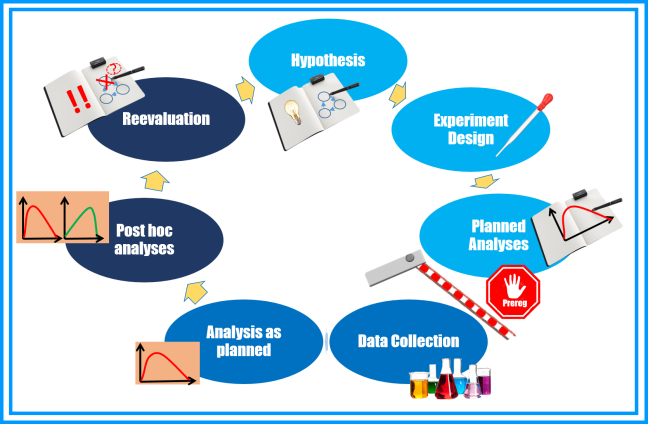 Hypothesis
Experiment
Design
Planned
Analyses
Prereg
Data Collection
Analysis as
planned
Post hoc
analyses
Reevaluation
!!
?